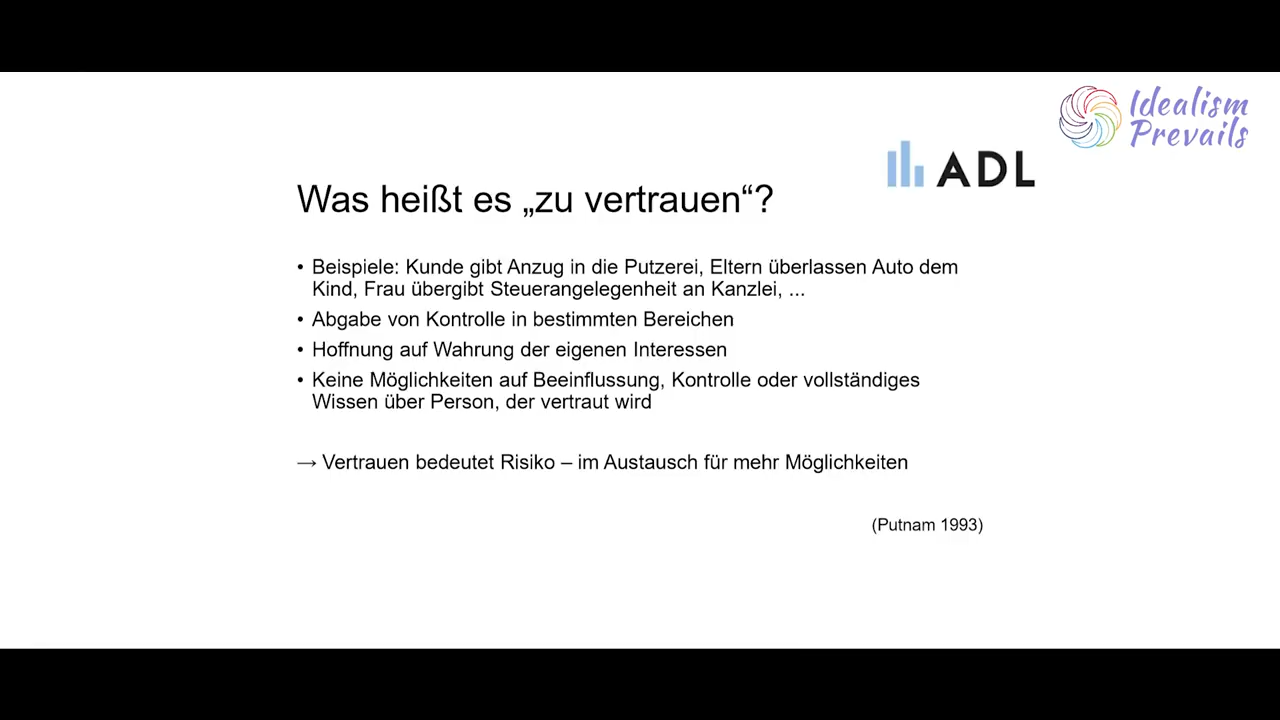 Idealism
Prevails
ADL
Was heißt es „zu vertrauen“?
• Beispiele: Kunde gibt Anzug in die Putzerei, Eltern überlassen Auto dem
Kind, Frau übergibt Steuerangelegenheit an Kanzlei, ...
• Abgabe von Kontrolle in bestimmten Bereichen
• Hoffnung auf Wahrung der eigenen Interessen
• Keine Möglichkeiten auf Beeinflussung, Kontrolle oder vollständiges
Wissen über Person, der vertraut wird
→ Vertrauen bedeutet Risiko – im Austausch für mehr Möglichkeiten
(Putnam 1993)